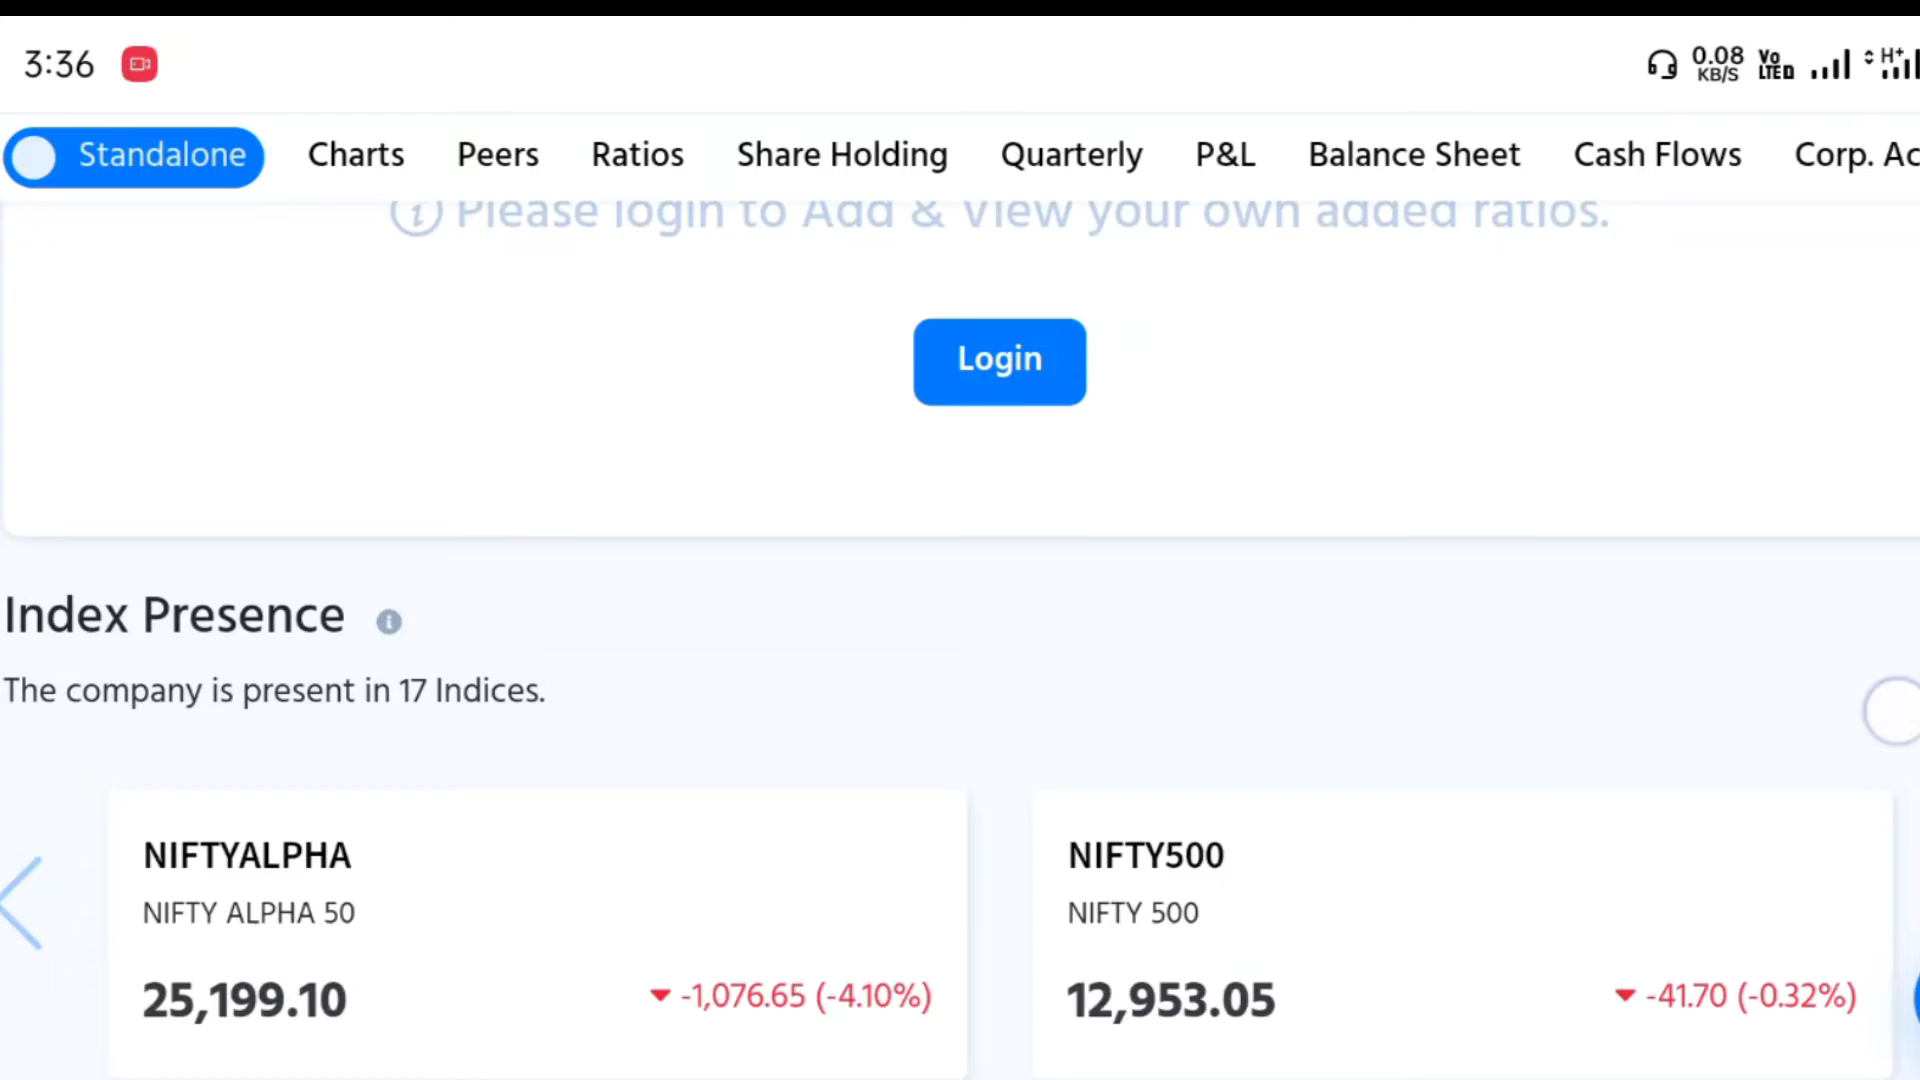 3:36
0.08 KB/S Vo LTE H+
Standalone Charts Peers Ratios Share Holding Quarterly P&L Balance Sheet Cash Flows Corp.
Please login to Add & View your own added ratios.
Login
Index Presence
The company is present in 17 Indices.
NIFTYALPHA
NIFTY ALPHA 50
25,199.10 -1,076.65 (-4.10%)
NIFTY500
NIFTY 500
12,953.05 -41.70 (-0.32%)